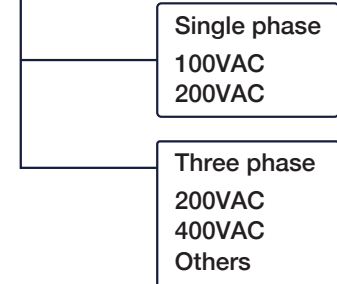 Single phase
100VAC
200VAC
Three phase
200VAC
400VAC
Others